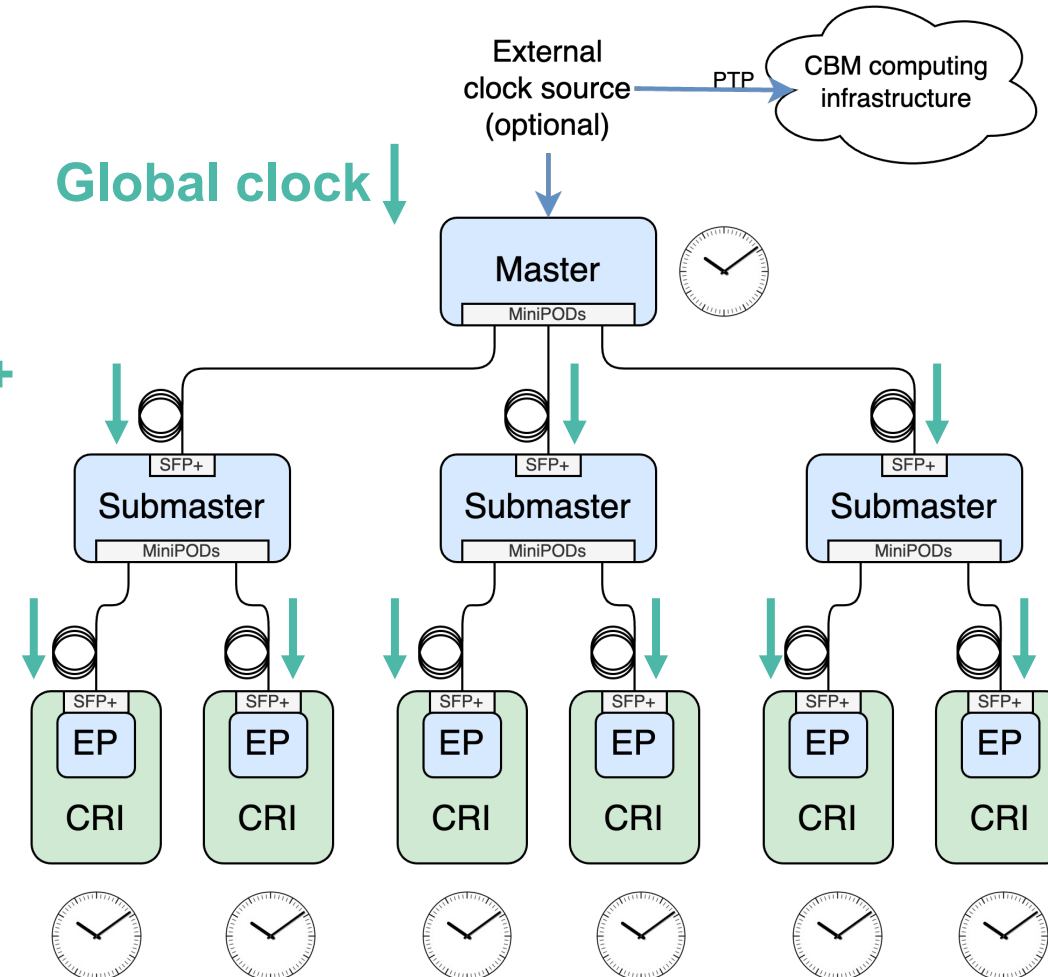 External
clock source
(optional)
PTP
CBM computing
infrastructure
Global clock
Master
MiniPODs
+
SFP+
SFP+
SFP+
Submaster
Submaster
Submaster
MiniPODs
MiniPODs
MiniPODs
SFP+
SFP+
SFP+
SFP+
SFP+
SFP+
EP
EP
EP
EP
EP
EP
CRI
CRI
CRI
CRI
CRI
CRI